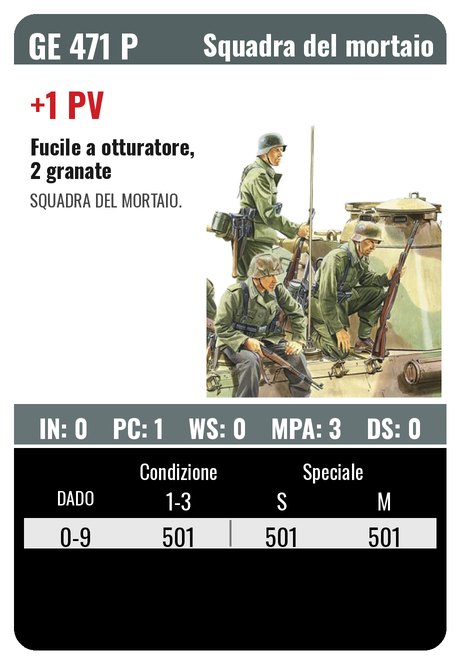 GE 471 P Squadra del mortaio
+1 PV
Fucile a otturatore,
2 granate
SQUADRA DEL MORTAIO.
IN: 0 PC: 1 WS: 0 MPA: 3 DS: 0
Condizione Speciale
DADO 1-3 S M
0-9 501 501 501